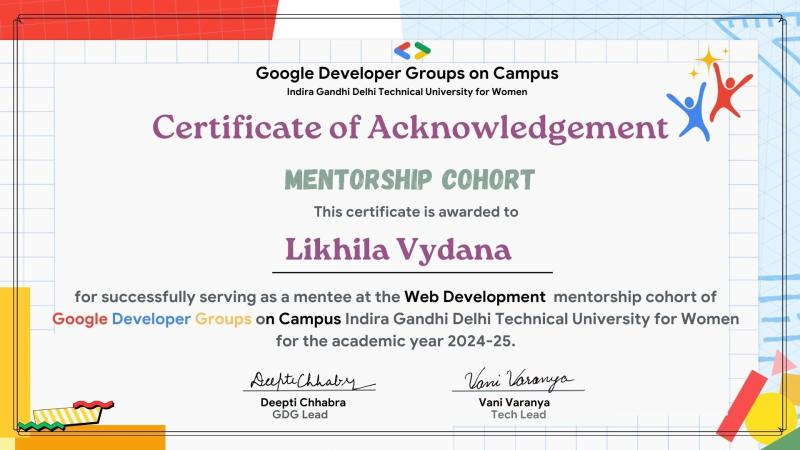 Google Developer Groups on Campus
Indira Gandhi Delhi Technical University for Women
Certificate of Acknowledgement
MENTORSHIP COHORT
This certificate is awarded to
Likhila Vydana
for successfully serving as a mentee at the Web Development mentorship cohort of
Google Developer Groups on Campus Indira Gandhi Delhi Technical University for Women
for the academic year 2024-25.
Deepti Chhabra Vani Varanya
Deepti Chhabra Vani Varanya
GDG Lead Tech Lead